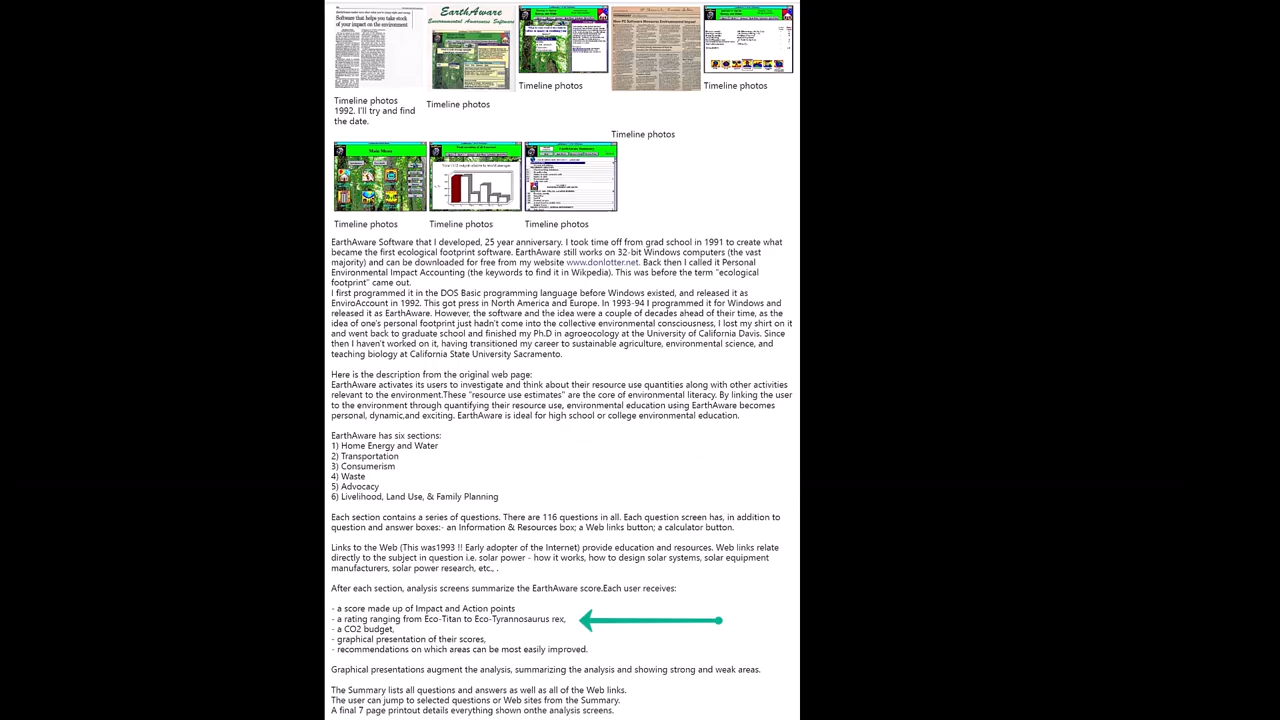 Software that helps you take stock
of your impact on the environment
EarthAware
Environmental Awareness Software
Timeline photos
1992. I'll try and find
the date.
Timeline photos
Timeline photos
Timeline photos
Timeline photos
Main Menu
EarthAware Summary
Timeline photos
Timeline photos
Timeline photos
EarthAware Software that I developed, 25 year anniversary. I took time off from grad school in 1991 to create what
became the first ecological footprint software. EarthAware still works on 32-bit Windows computers (the vast
majority) and can be downloaded for free from my website www.donlotter.net. Back then I called it Personal
Environmental Impact Accounting (the keywords to find it in Wikpedia). This was before the term "ecological
footprint" came out.
I first programmed it in the DOS Basic programming language before Windows existed, and released it as
EnviroAccount in 1992. This got press in North America and Europe. In 1993-94 I programmed it for Windows and
released it as EarthAware. However, the software and the idea were a couple of decades ahead of their time, as the
idea of one's personal footprint just hadn't come into the collective environmental consciousness, I lost my shirt on it
and went back to graduate school and finished my Ph.D in agroecology at the University of California Davis. Since
then I haven't worked on it, having transitioned my career to sustainable agriculture, environmental science, and
teaching biology at California State University Sacramento.
Here is the description from the original web page:
EarthAware activates its users to investigate and think about their resource use quantities along with other activities
relevant to the environment.These "resource use estimates" are the core of environmental literacy. By linking the user
to the environment through quantifying their resource use, environmental education using EarthAware becomes
personal, dynamic,and exciting. EarthAware is ideal for high school or college environmental education.
EarthAware has six sections:
1) Home Energy and Water
2) Transportation
3) Consumerism
4) Waste
5) Advocacy
6) Livelihood, Land Use, & Family Planning
Each section contains a series of questions. There are 116 questions in all. Each question screen has, in addition to
question and answer boxes:- an Information & Resources box; a Web links button; a calculator button.
Links to the Web (This was1993 !! Early adopter of the Internet) provide education and resources. Web links relate
directly to the subject in question i.e. solar power - how it works, how to design solar systems, solar equipment
manufacturers, solar power research, etc., .
After each section, analysis screens summarize the EarthAware score.Each user receives:
- a score made up of Impact and Action points
- a rating ranging from Eco-Titan to Eco-Tyrannosaurus rex,
- a CO2 budget,
- graphical presentation of their scores,
- recommendations on which areas can be most easily improved.
Graphical presentations augment the analysis, summarizing the analysis and showing strong and weak areas.
The Summary lists all questions and answers as well as all of the Web links.
The user can jump to selected questions or Web sites from the Summary.
A final 7 page printout details everything shown onthe analysis screens.